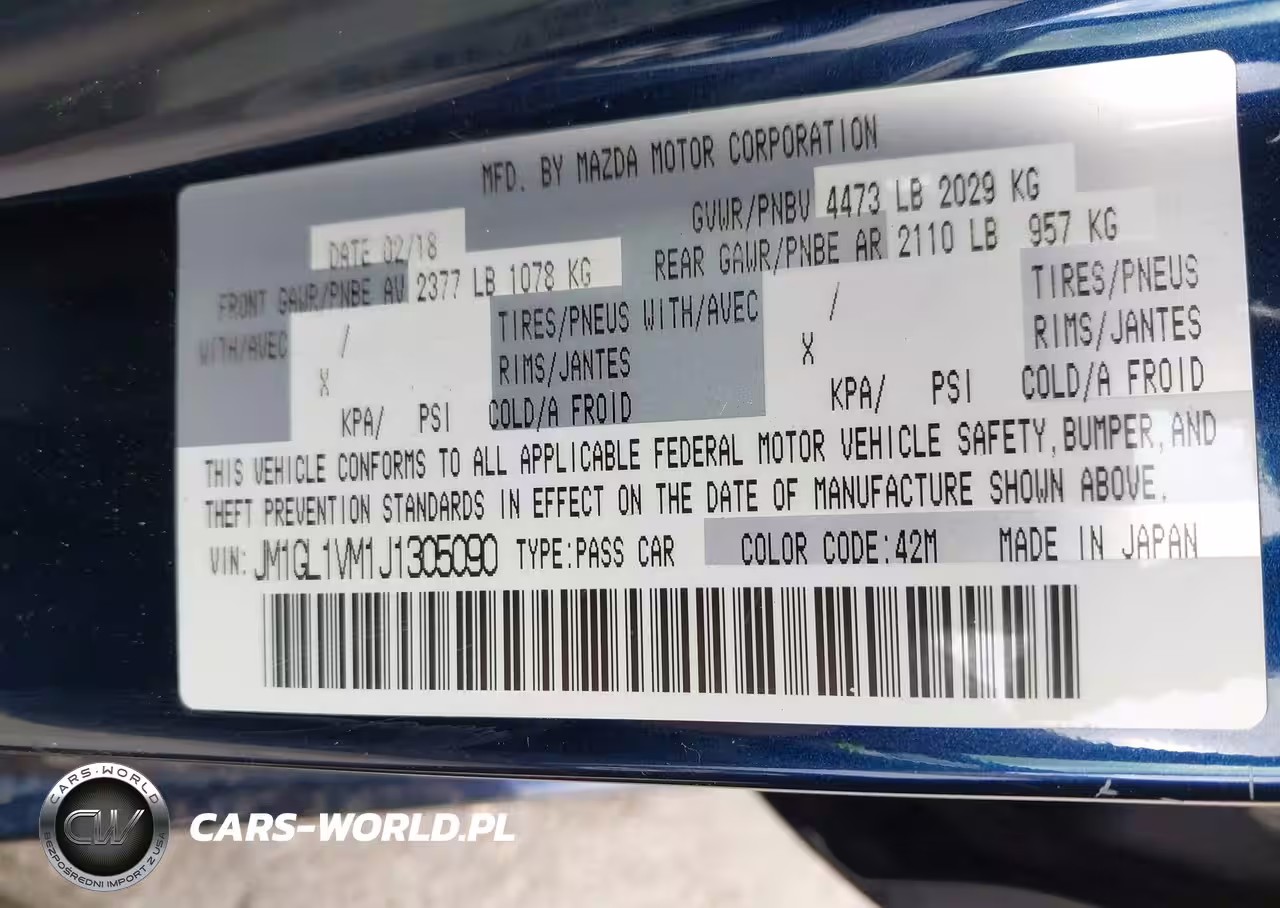 MFD. BY MAZDA MOTOR CORPORATION
DATE 02/18
GVWR/PNBV 4473 LB 2029 KG
FRONT GAWR/PNBE AV 2377 LB 1078 KG
REAR GAWR/PNBE AR 2110 LB 957 KG
WITH/AVEC / TIRES/PNEUS WITH/AVEC / TIRES/PNEUS
X RIMS/JANTES X RIMS/JANTES
KPA/ PSI COLD/A FROID KPA/ PSI COLD/A FROID
THIS VEHICLE CONFORMS TO ALL APPLICABLE FEDERAL MOTOR VEHICLE SAFETY, BUMPER, AND
THEFT PREVENTION STANDARDS IN EFFECT ON THE DATE OF MANUFACTURE SHOWN ABOVE.
VIN: JM1GL1VM1J1305090 TYPE:PASS CAR COLOR CODE:42M MADE IN JAPAN
CARS-WORLD
CW
BEZPOŚREDNI IMPORT Z USA
CARS-WORLD.PL